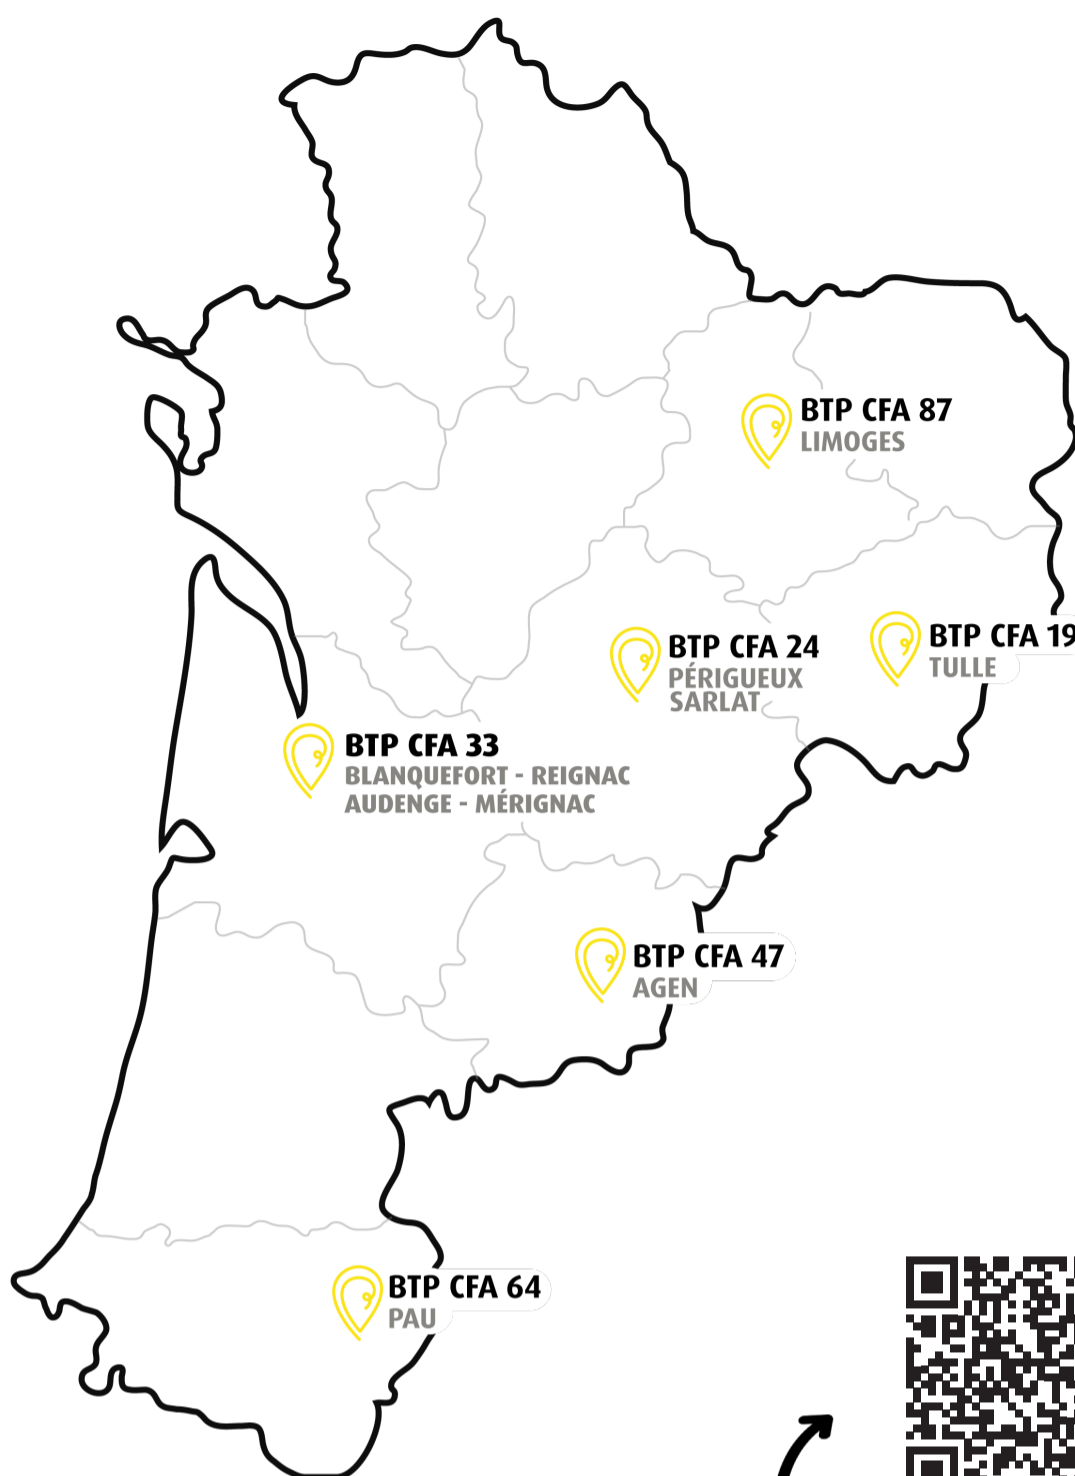 BTP CFA 87
LIMOGES
BTP CFA 19
TULLE
BTP CFA 24
PÉRIGUEUX
SARLAT
BTP CFA 33
BLANQUEFORT - REIGNAC
AUDENGE - MÉRIGNAC
BTP CFA 47
AGEN
BTP CFA 64
PAU